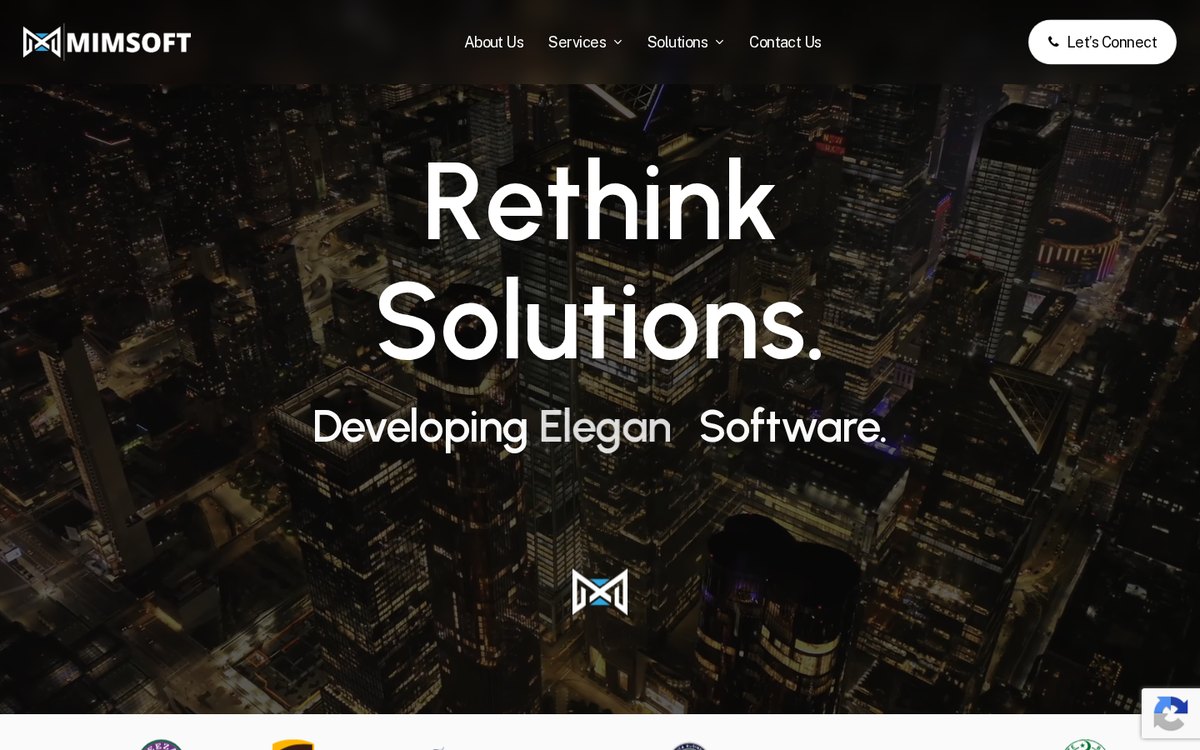 MIMSOFT
About Us
Services
Solutions
Contact Us
Let's Connect
Rethink
Solutions.
Developing Elegan Software.